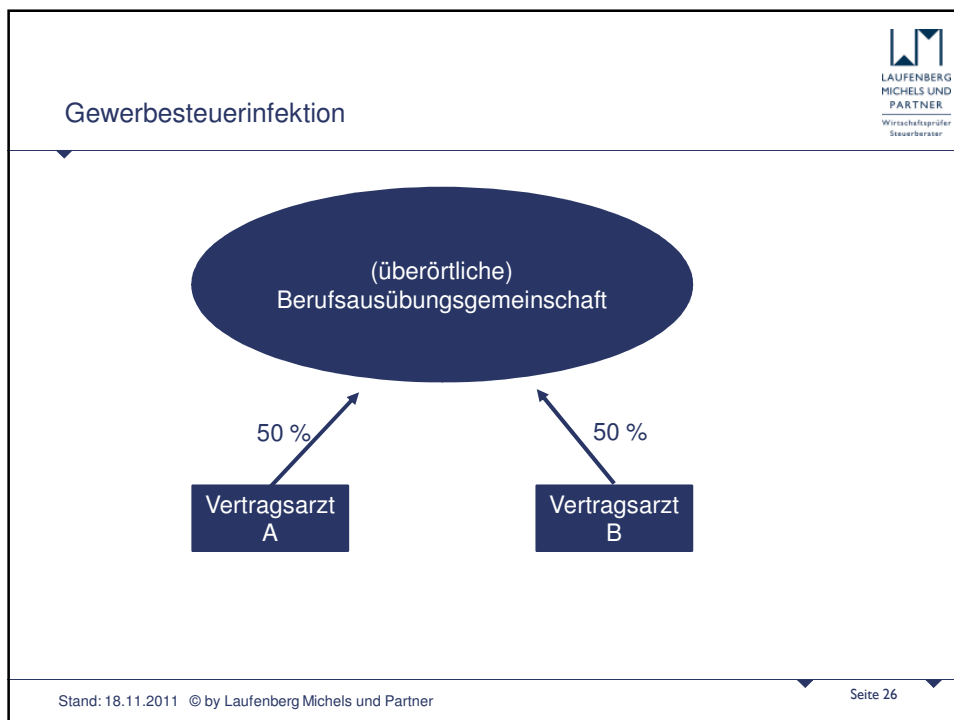 LAUFENBERG
MICHELS UND
PARTNER
Wirtschaftsprüfer
Steuerberater
Gewerbesteuerinfektion
(überörtliche)
Berufsausübungsgemeinschaft
50 %
50 %
Vertragsarzt
A
Vertragsarzt
B
Stand: 18.11.2011 © by Laufenberg Michels und Partner
Seite 26